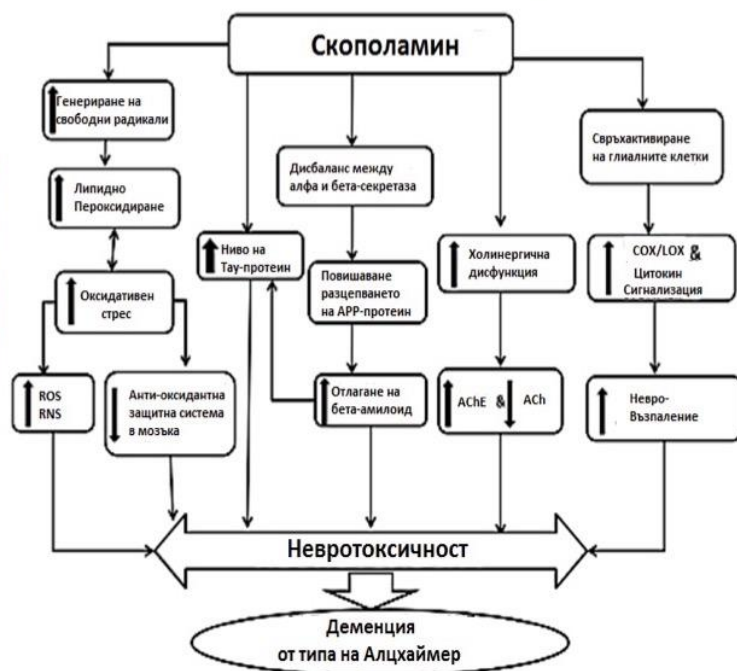 Скополамин
Генериране на
свободни радикали
Липидно
Пероксидиране
Оксидативен
стрес
ROS
RNS
Анти-оксидантна
защитна система
в мозъка
Ниво на
Тау-протеин
Дисбаланс между
алфа и бета-секретаза
Повишаване
разцепването
на APP-протеин
Отлагане на
бета-амилоид
Холинергична
дисфункция
AChE & ACh
Свръхактивиране
на глиалните клетки
COX/LOX &
Цитокин
Сигнализация
Невро-
Възпаление
Невротоксичност
Деменция
от типа на Алцхаймер